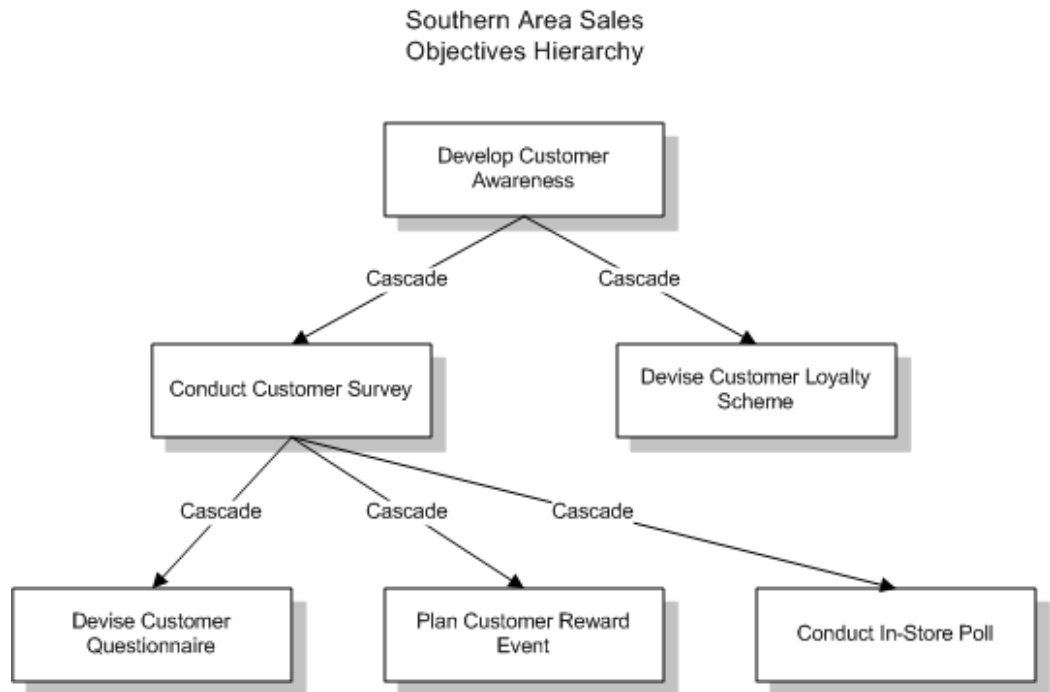 Southern Area Sales
Objectives Hierarchy
Develop Customer
Awareness
Cascade
Cascade
Conduct Customer Survey
Devise Customer Loyalty
Scheme
Cascade
Cascade
Cascade
Devise Customer
Questionnaire
Plan Customer Reward
Event
Conduct In-Store Poll